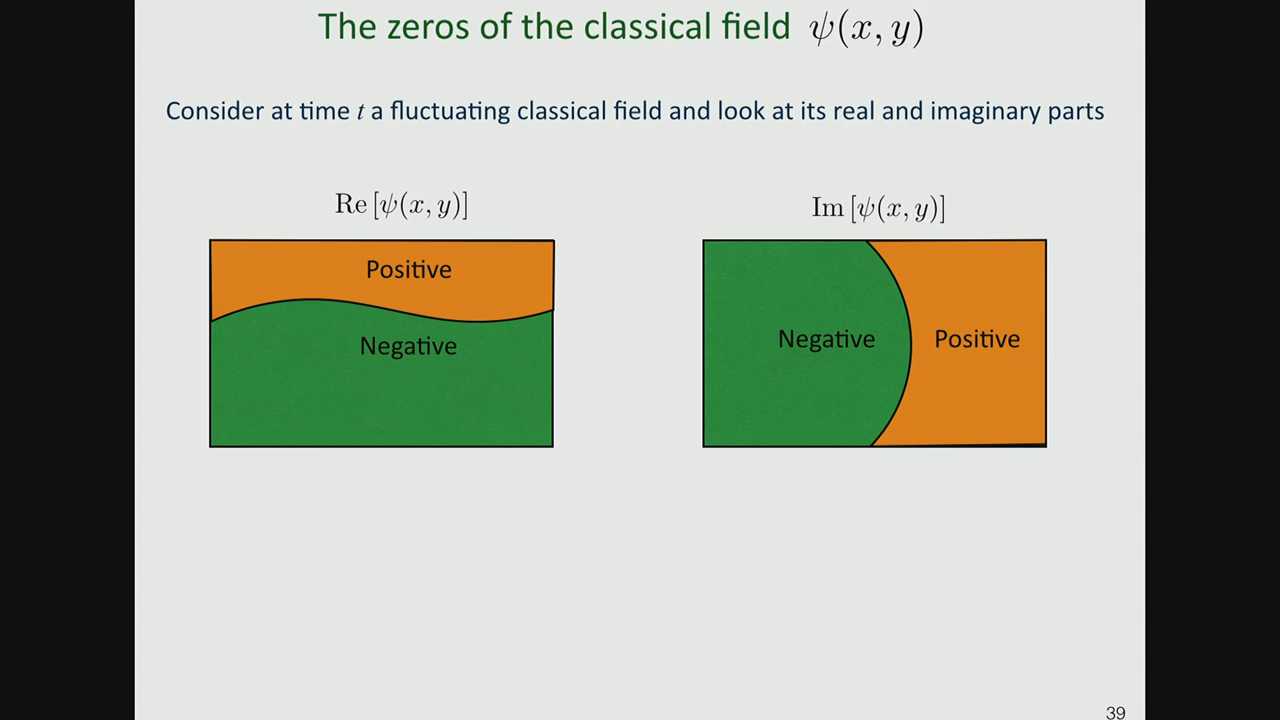 The zeros of the classical field ψ(x, y)
Consider at time t a fluctuating classical field and look at its real and imaginary parts
Re [ψ(x, y)]
Im [ψ(x, y)]
Positive
Negative
Negative
Positive
39